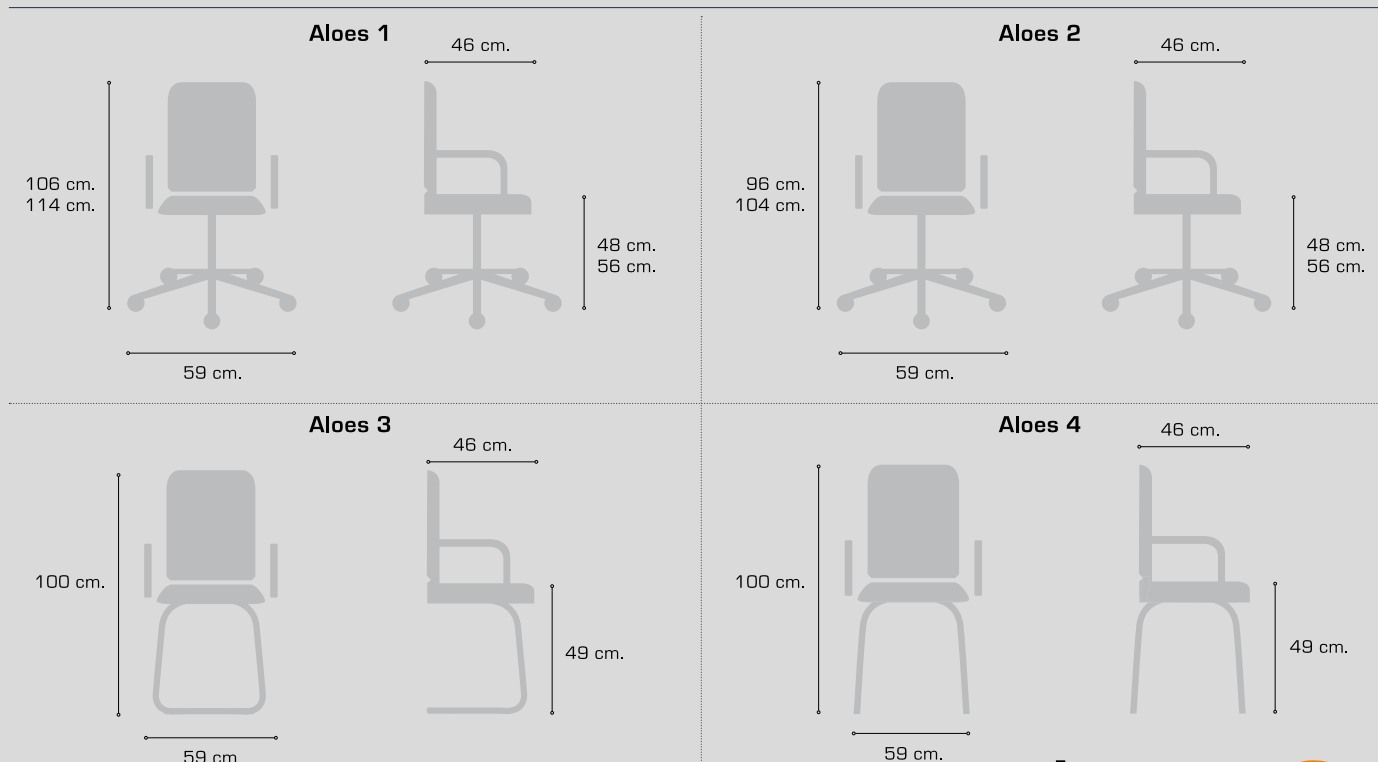 Aloes 1
46 cm.
106 cm.
114 cm.
48 cm.
56 cm.
59 cm.
Aloes 2
46 cm.
96 cm.
104 cm.
48 cm.
56 cm.
59 cm.
Aloes 3
46 cm.
100 cm.
49 cm.
59 cm.
Aloes 4
46 cm.
100 cm.
49 cm.
59 cm.